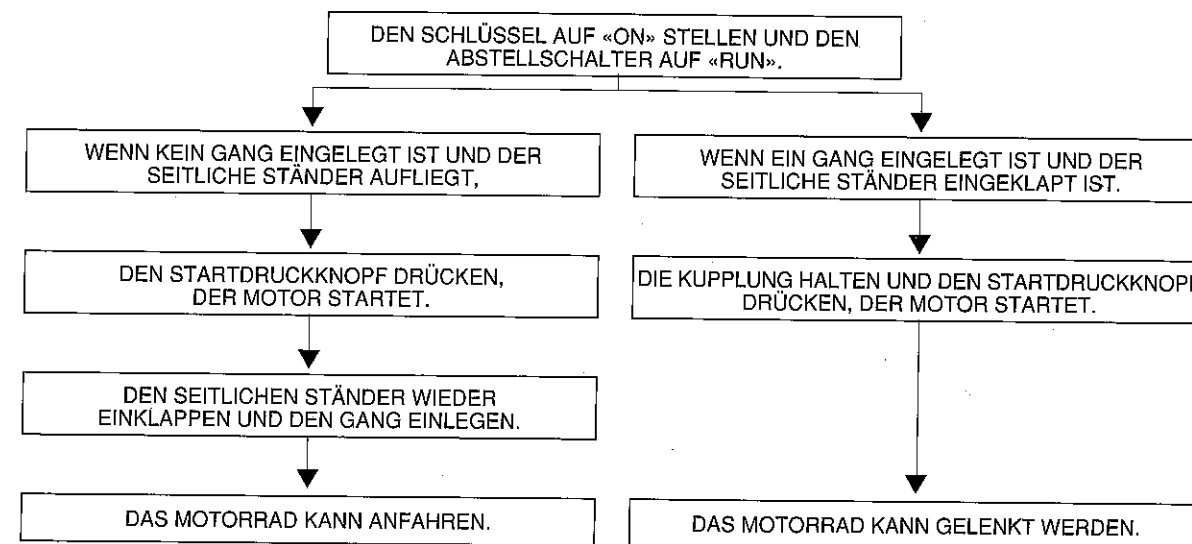 DEN SCHLÜSSEL AUF «ON» STELLEN UND DEN
ABSTELLSCHALTER AUF «RUN».
WENN KEIN GANG EINGELEGT IST UND DER
SEITLICHE STÄNDER AUFLIEGT,
DEN STARTDRUCKKNOPF DRÜCKEN,
DER MOTOR STARTET.
DEN SEITLICHEN STÄNDER WIEDER
EINKLAPPEN UND DEN GANG EINLEGEN.
DAS MOTORRAD KANN ANFAHREN.
WENN EIN GANG EINGELEGT IST UND DER
SEITLICHE STÄNDER EINGEKLAPT IST.
DIE KUPPLUNG HALTEN UND DEN STARTDRUCKKNOPF
DRÜCKEN, DER MOTOR STARTET.
DAS MOTORRAD KANN GELENKT WERDEN.